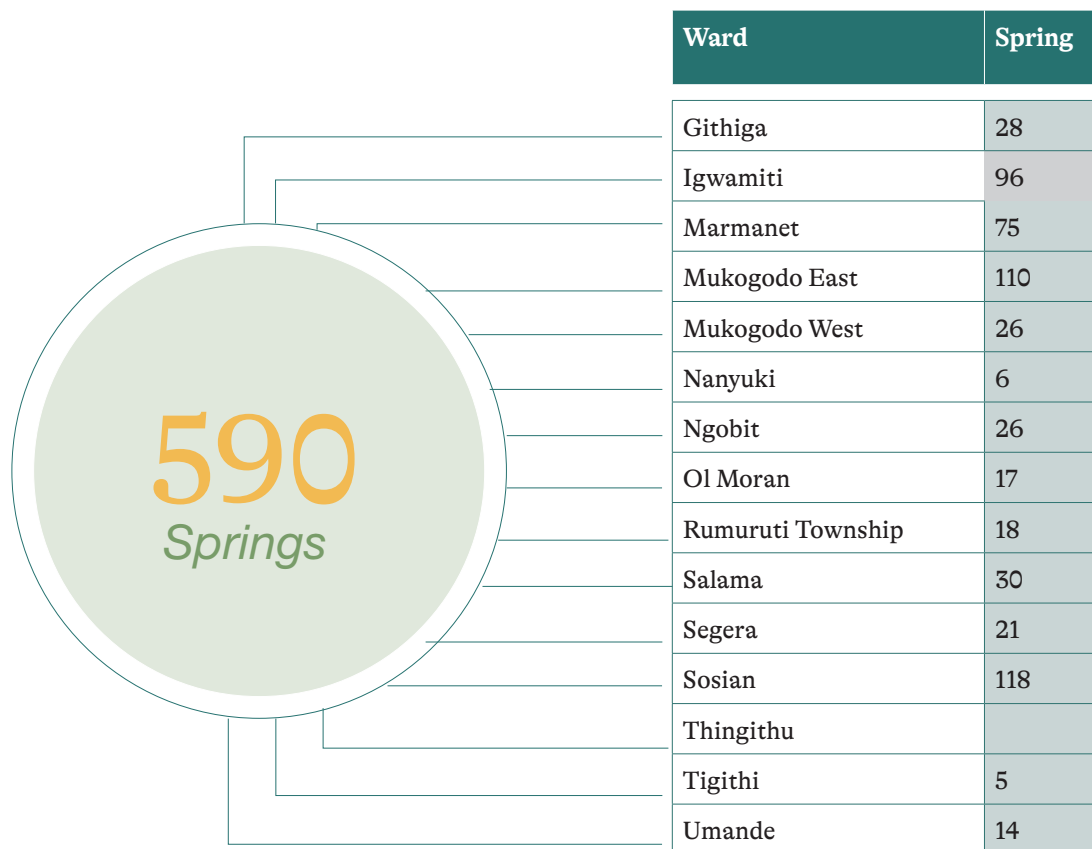 Ward Spring
Githiga 28
Igwamiti 96
Marmanet 75
Mukogodo East 110
Mukogodo West 26
Nanyuki 6
Ngobit 26
Ol Moran 17
Rumuruti Township 18
Salama 30
Segera 21
Sosian 118
Thingithu
Tigithi 5
Umande 14
590
Springs